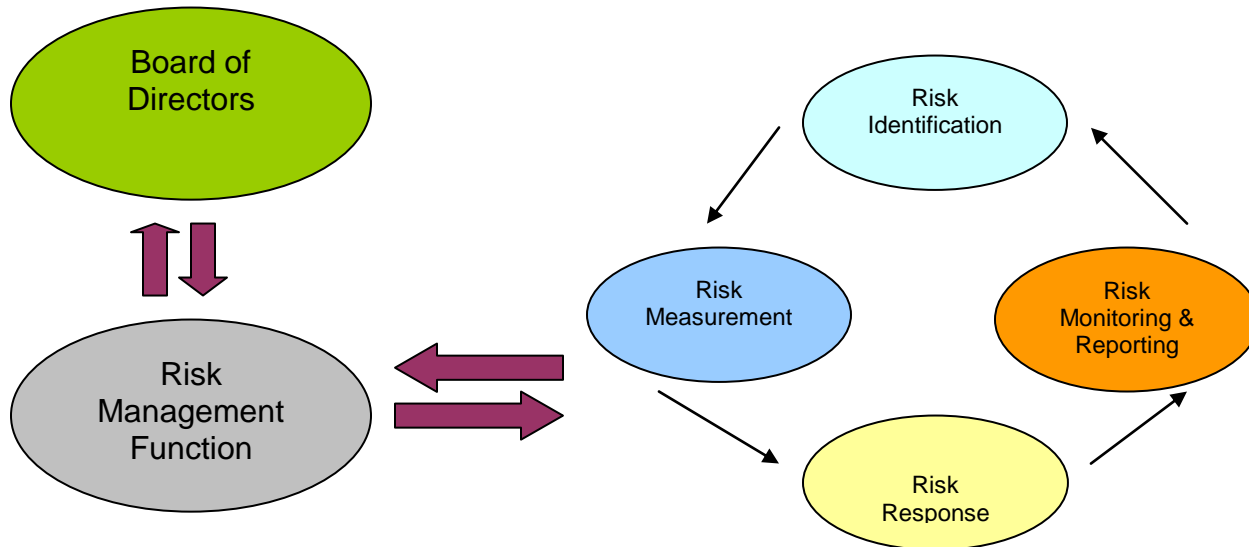 Board of
Directors
Risk
Identification
Risk
Measurement
Risk
Monitoring &
Reporting
Risk
Management
Function
Risk
Response